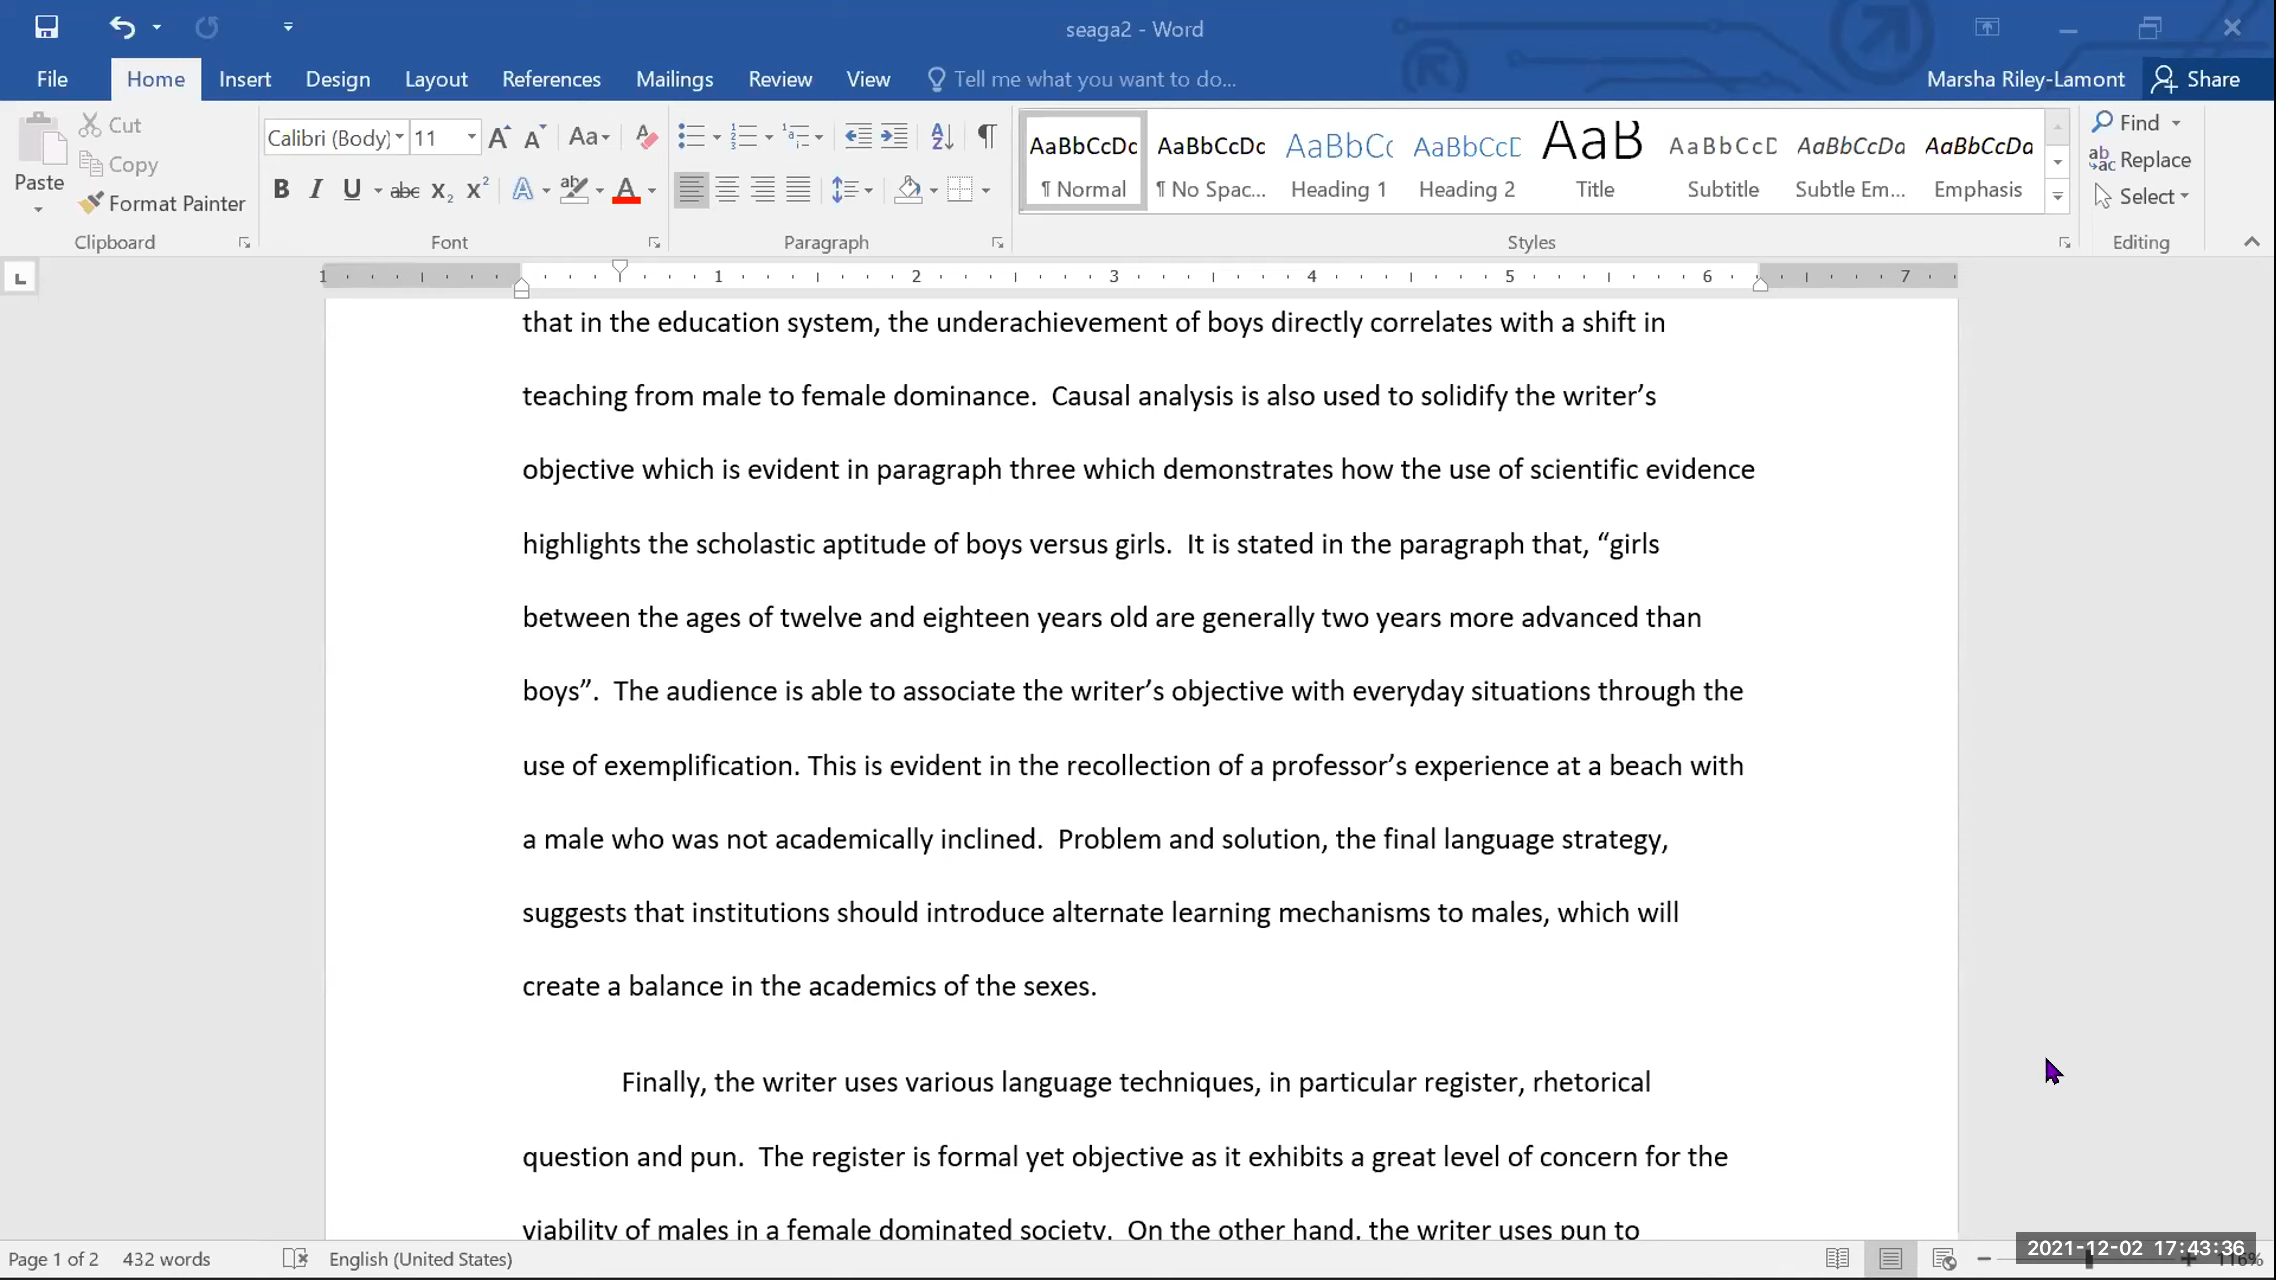 seaga2 - Word
File Home Insert Design Layout References Mailings Review View Tell me what you want to do... Marsha Riley-Lamont Share
Paste
Cut
Copy
Format Painter
Clipboard
Calibri (Body) 11
Font
Paragraph
AaBbCcDc AaBbCcDc AaBbCc AaBbCcD AaB AaBbCcD AaBbCcDa AaBbCcDa
¶ Normal ¶ No Spac... Heading 1 Heading 2 Title Subtitle Subtle Em... Emphasis
Styles
Find
Replace
Select
Editing
1 1 2 3 4 5 6 7
that in the education system, the underachievement of boys directly correlates with a shift in
teaching from male to female dominance.  Causal analysis is also used to solidify the writer’s
objective which is evident in paragraph three which demonstrates how the use of scientific evidence
highlights the scholastic aptitude of boys versus girls.  It is stated in the paragraph that, “girls
between the ages of twelve and eighteen years old are generally two years more advanced than
boys”.  The audience is able to associate the writer’s objective with everyday situations through the
use of exemplification. This is evident in the recollection of a professor’s experience at a beach with
a male who was not academically inclined.  Problem and solution, the final language strategy,
suggests that institutions should introduce alternate learning mechanisms to males, which will
create a balance in the academics of the sexes.
Finally, the writer uses various language techniques, in particular register, rhetorical
question and pun.  The register is formal yet objective as it exhibits a great level of concern for the
viability of males in a female dominated society.  On the other hand, the writer uses pun to
Page 1 of 2 432 words English (United States) 116%
2021-12-02 17:43:36